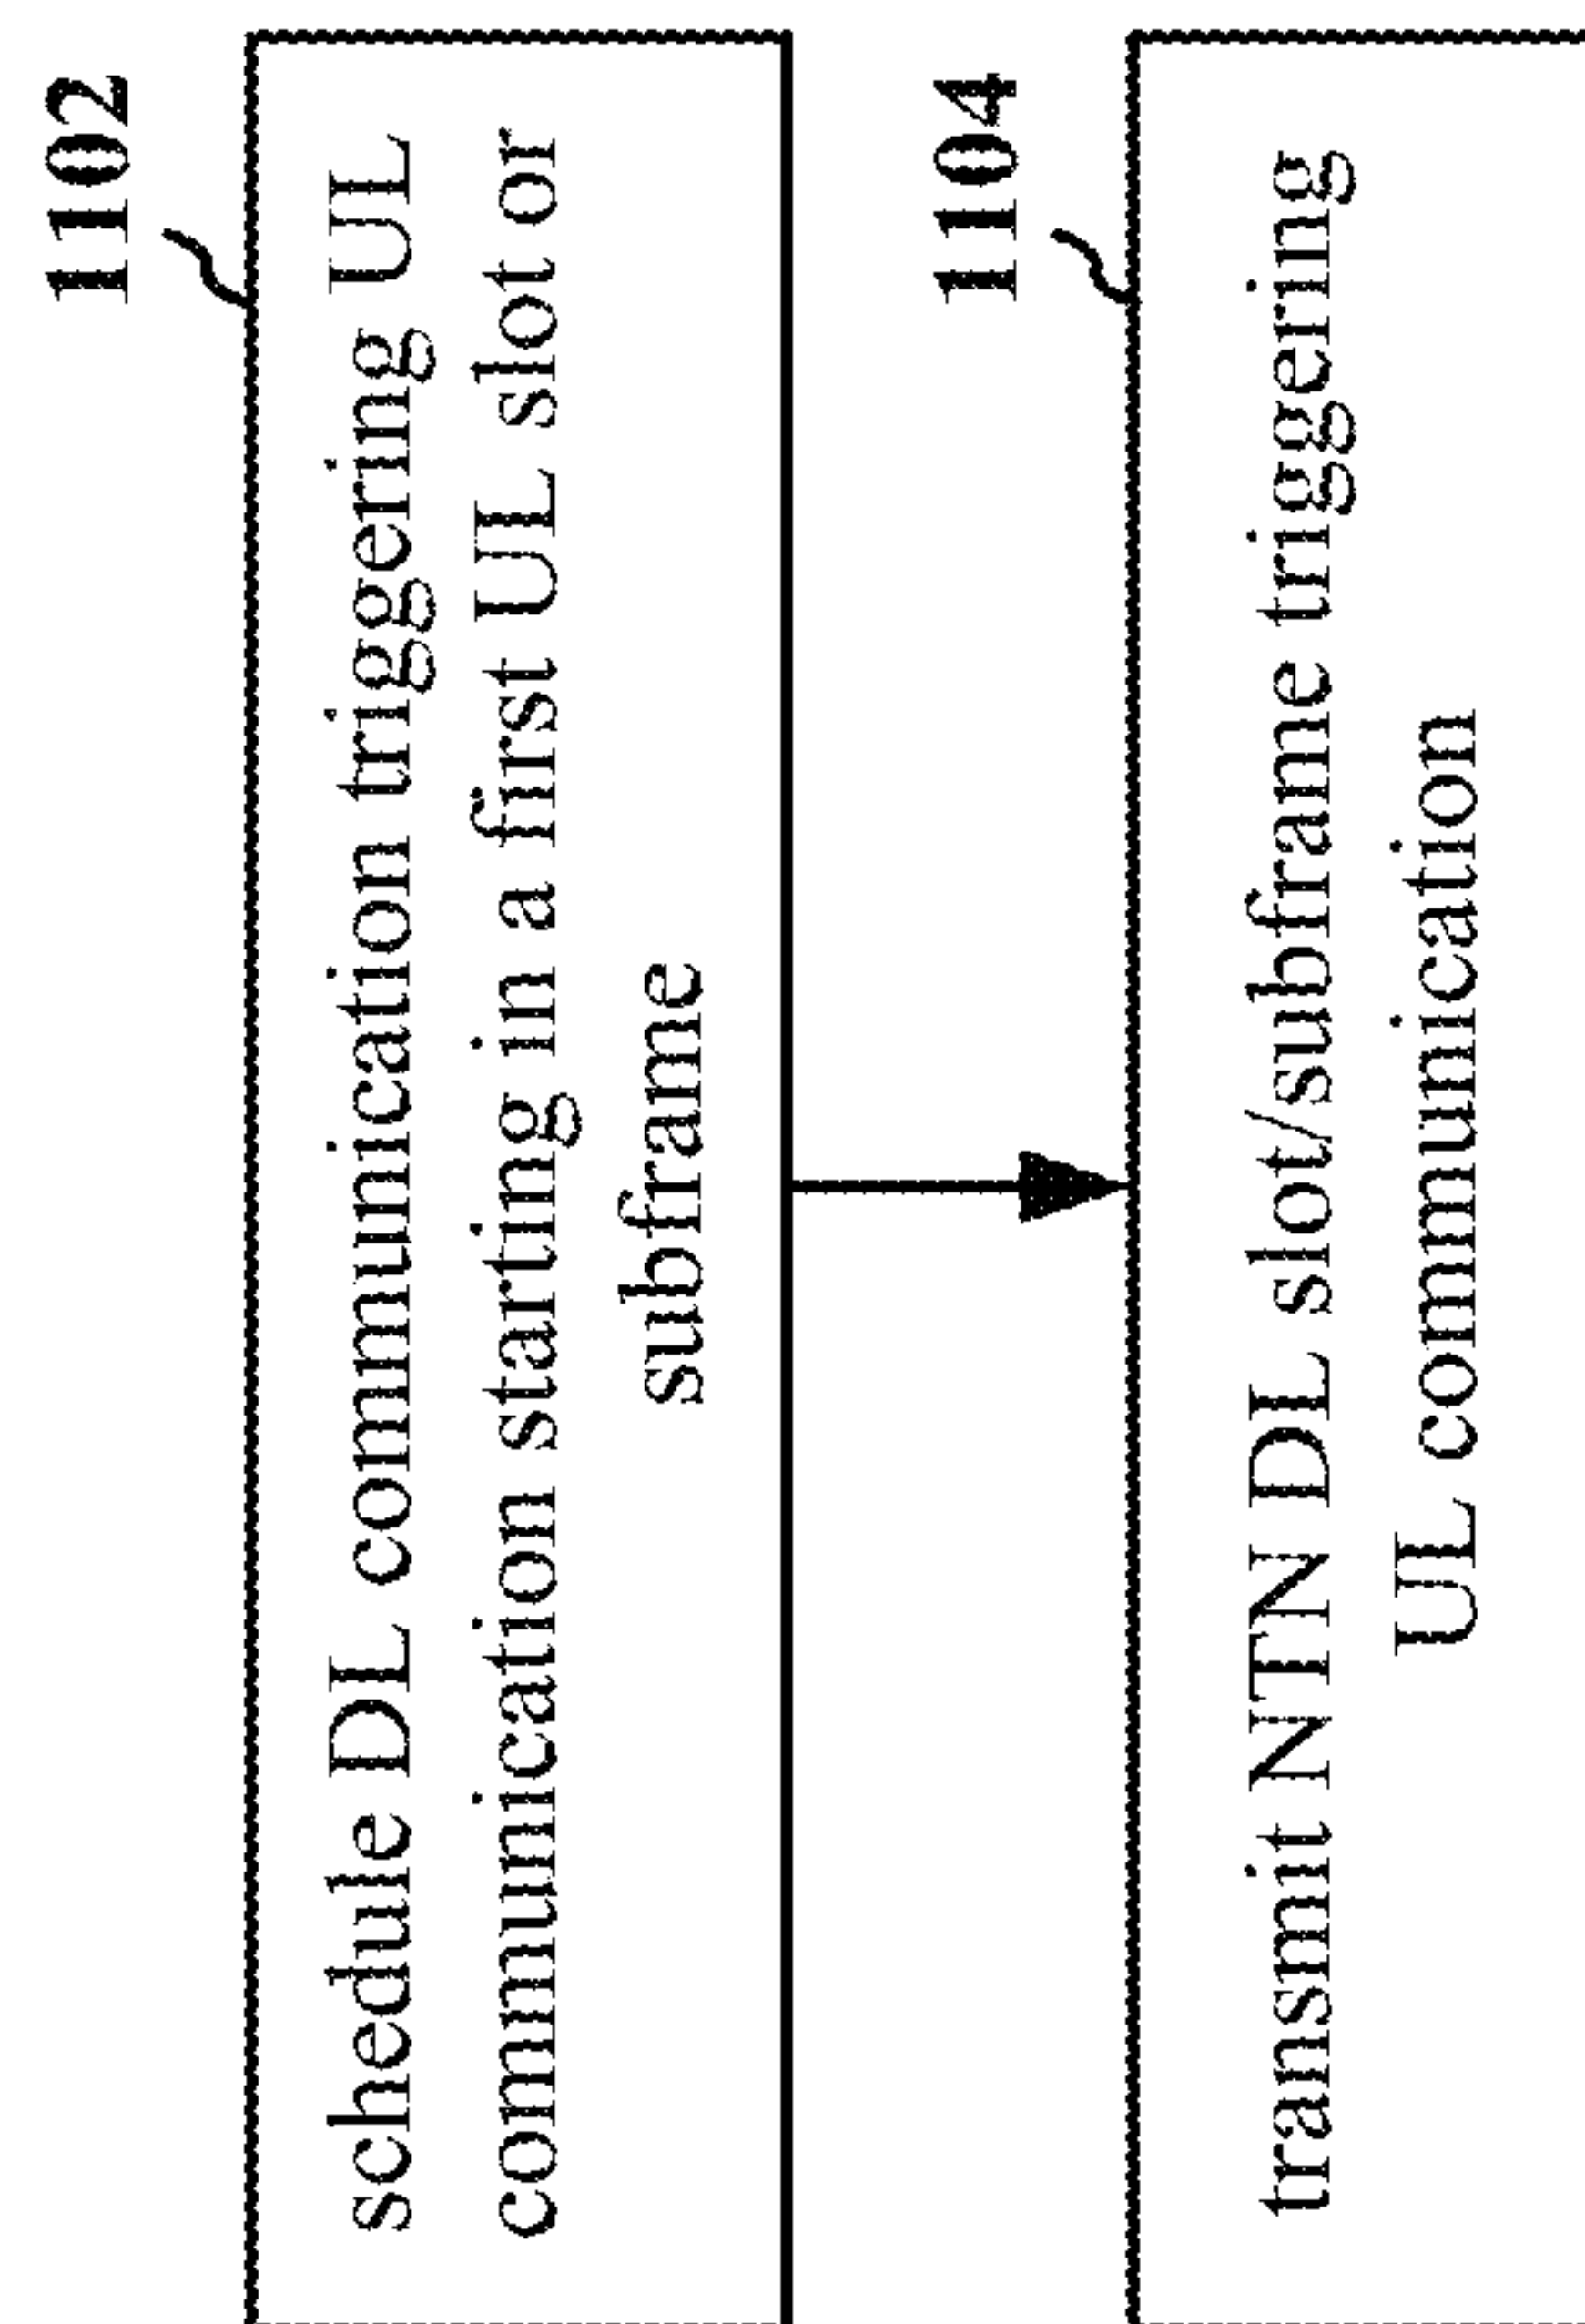 1102
schedule DL communication triggering UL
communication starting in a first UL slot or
subframe
1104
transmit NTN DL slot/subframe triggering
UL communication